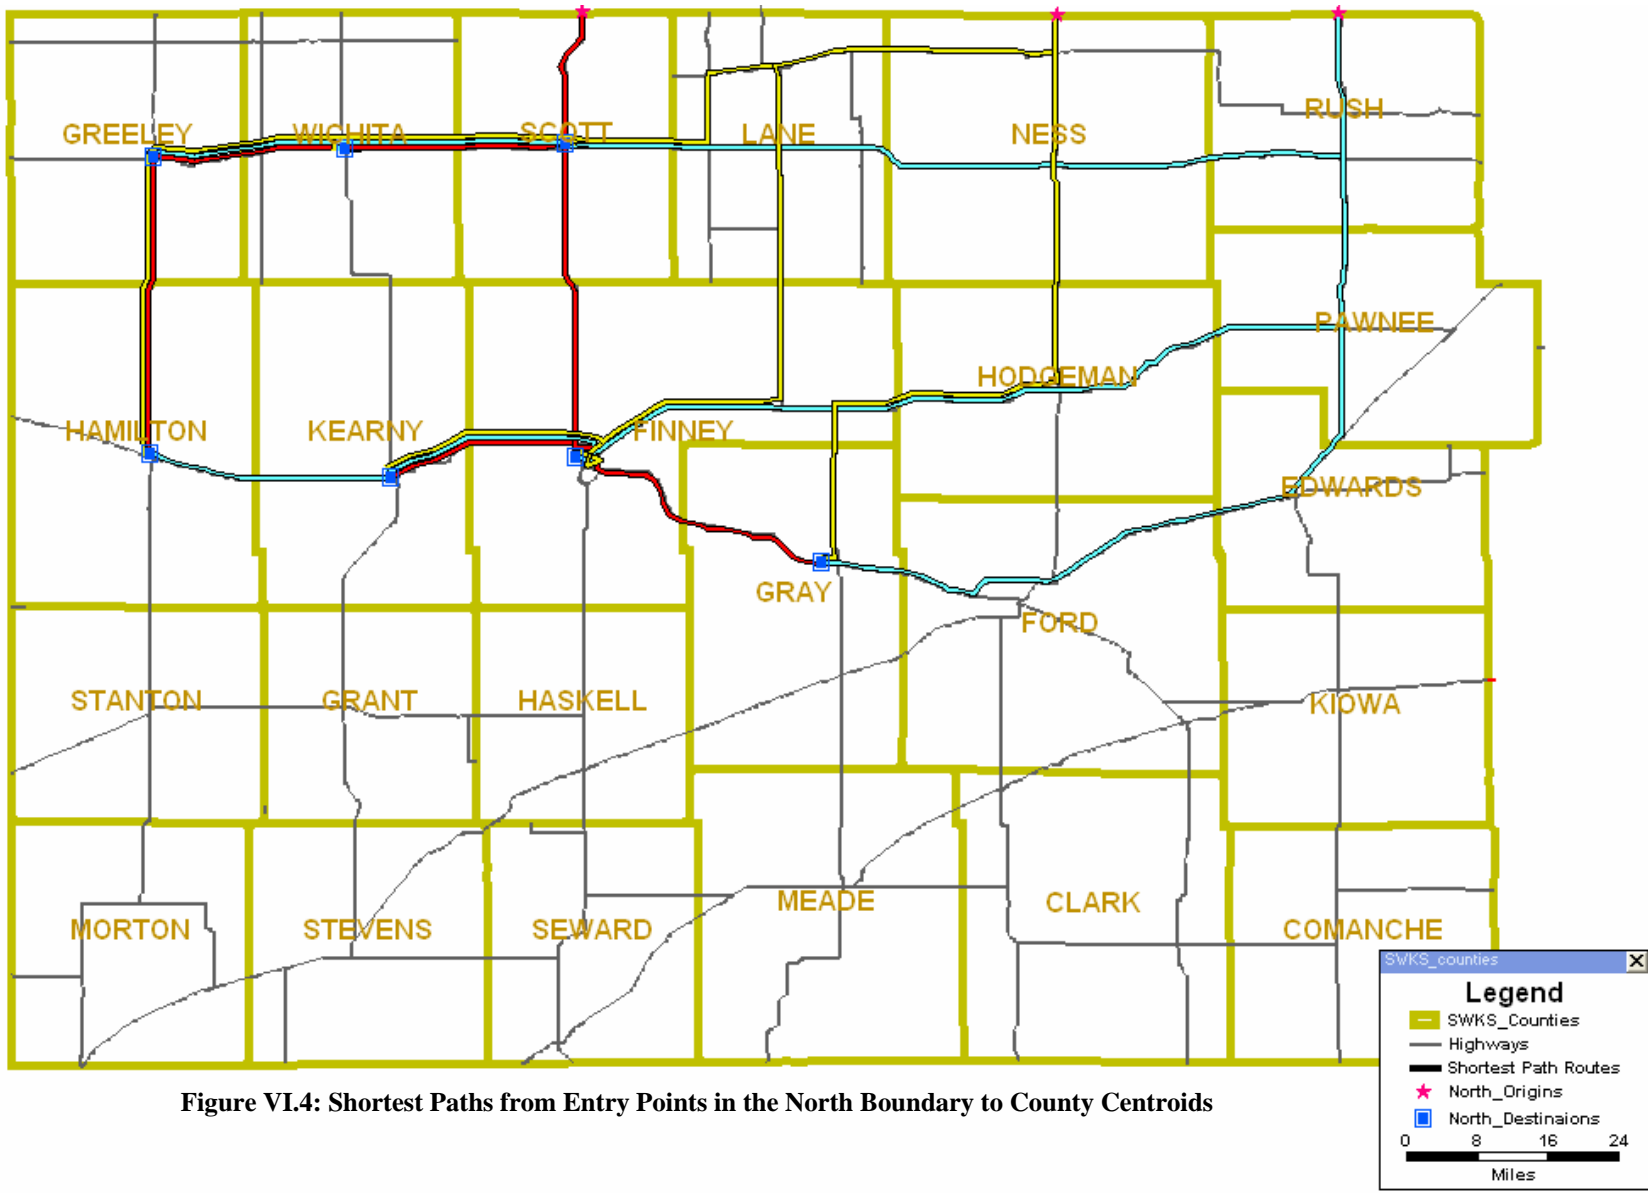 GREELEY WICHITA SCOTT LANE NESS RUSH
HAMILTON KEARNY FINNEY HODGEMAN PAWNEE
EDWARDS
GRAY
FORD
STANTON GRANT HASKELL KIOWA
MORTON STEVENS SEWARD MEADE CLARK COMANCHE
SWKS_counties
Legend
SWKS_Counties
Highways
Shortest Path Routes
North_Origins
North_Destinaions
0 8 16 24
Miles
Figure VI.4: Shortest Paths from Entry Points in the North Boundary to County Centroids